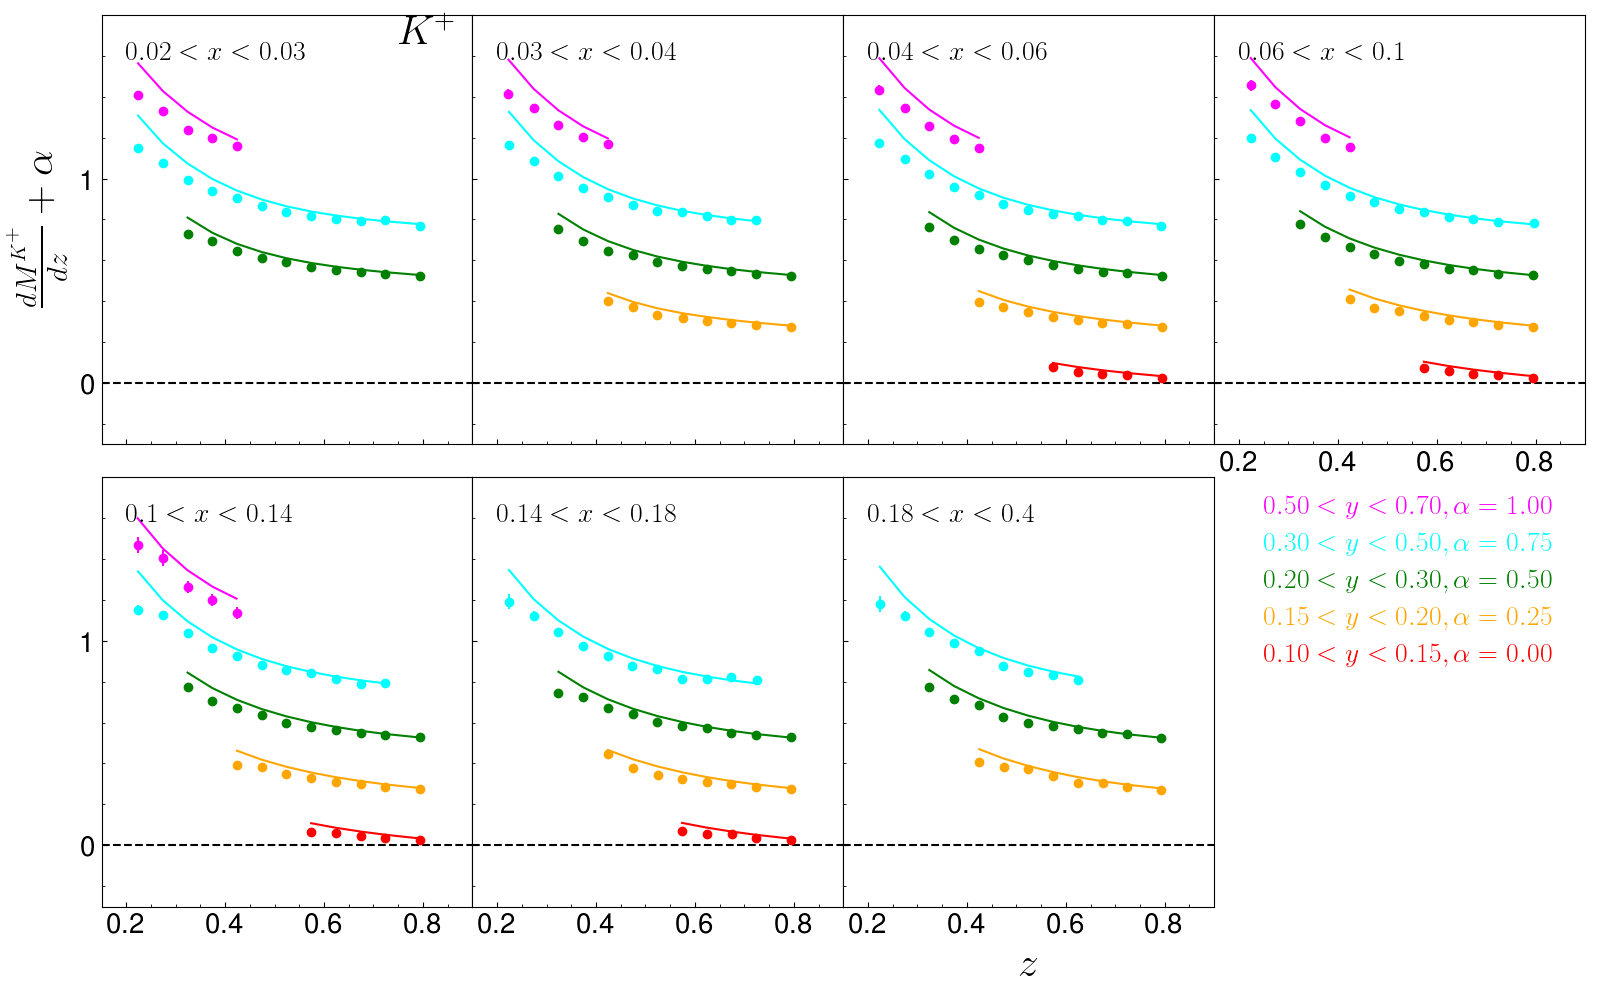 K^+
0.02 < x < 0.03
0.03 < x < 0.04
0.04 < x < 0.06
0.06 < x < 0.1
\frac{dM^{K^+}}{dz} + α
1
0
0.2 0.4 0.6 0.8
0.1 < x < 0.14
0.14 < x < 0.18
0.18 < x < 0.4
0.50 < y < 0.70, α = 1.00
0.30 < y < 0.50, α = 0.75
0.20 < y < 0.30, α = 0.50
0.15 < y < 0.20, α = 0.25
0.10 < y < 0.15, α = 0.00
1
0
0.2 0.4 0.6 0.8
0.2 0.4 0.6 0.8
0.2 0.4 0.6 0.8
z